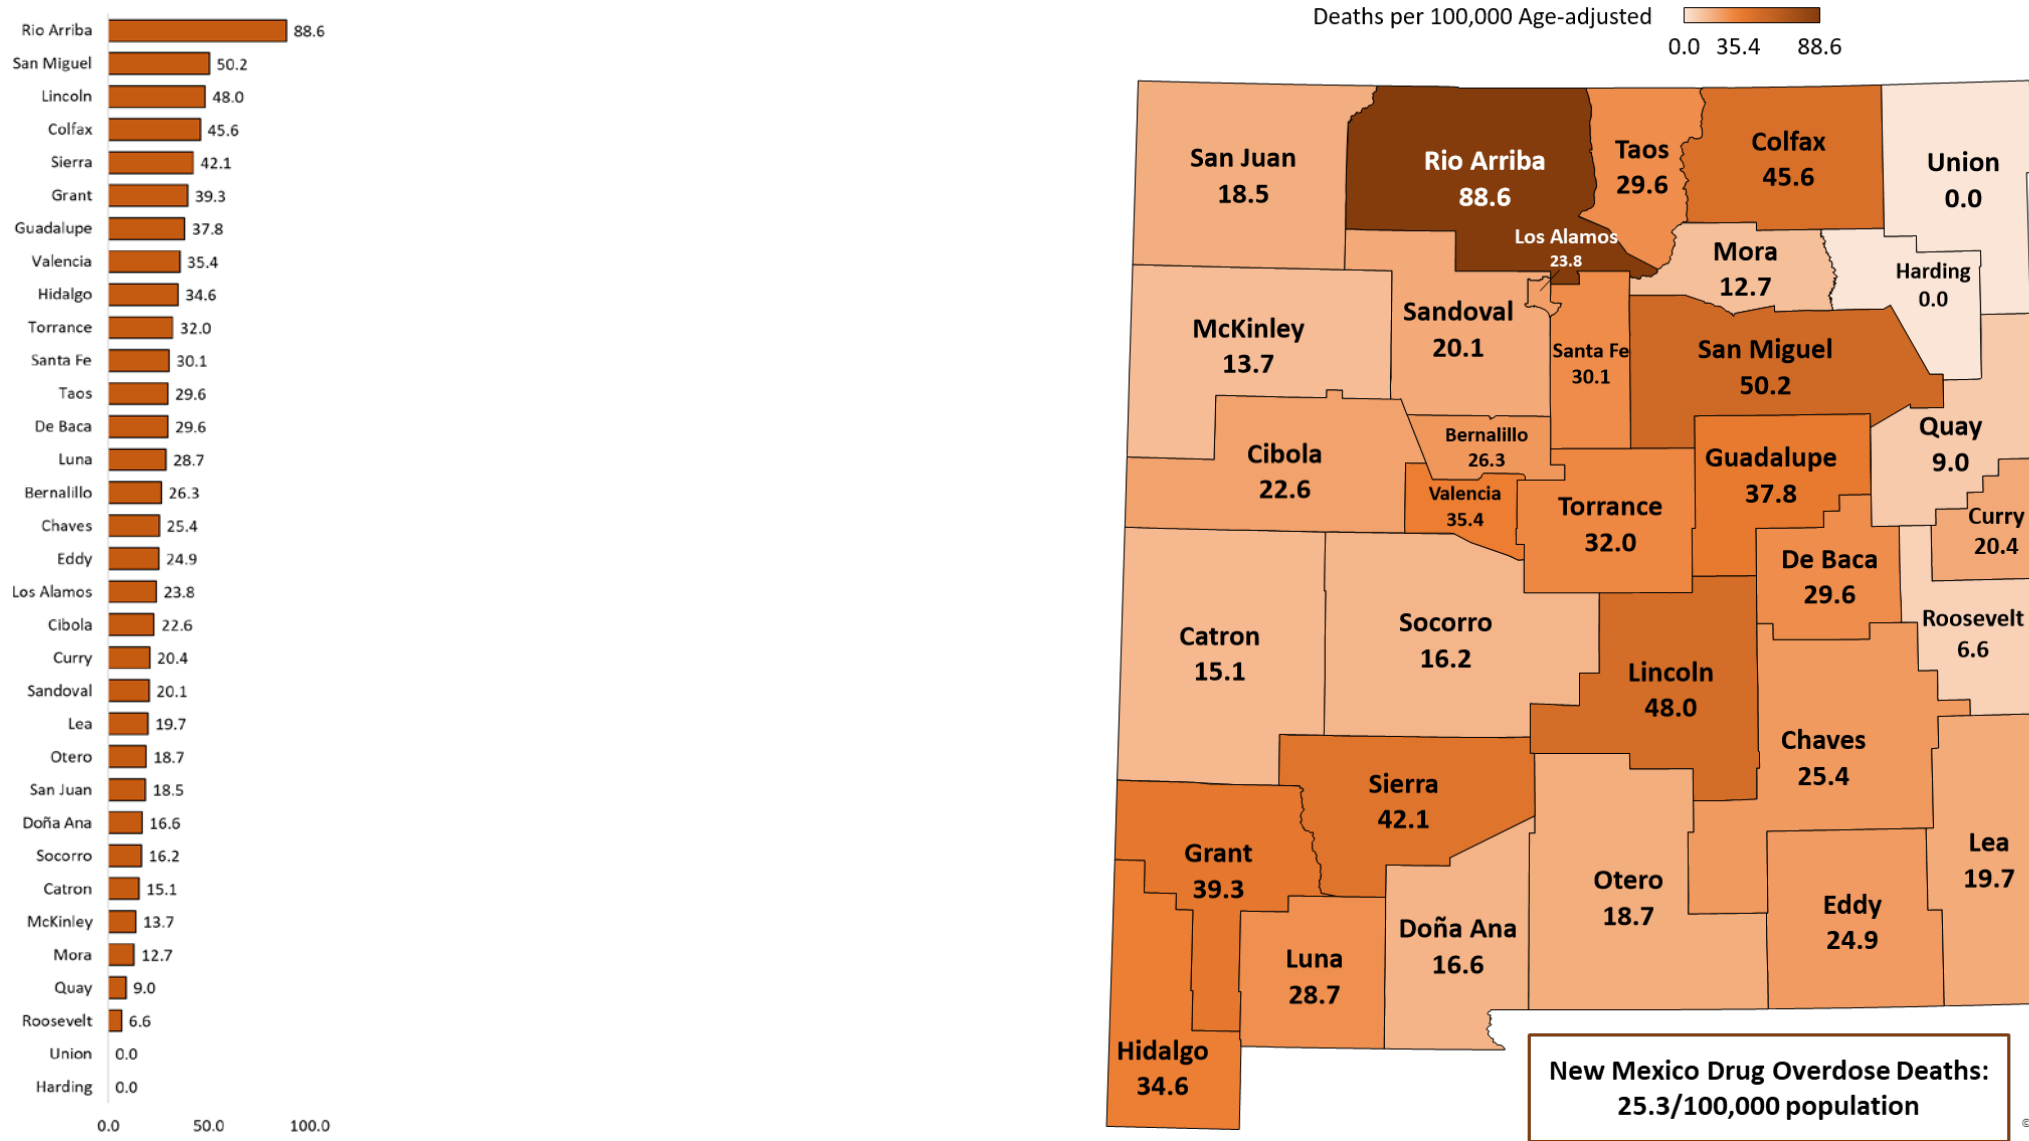 Rio Arriba 88.6
San Miguel 50.2
Lincoln 48.0
Colfax 45.6
Sierra 42.1
Grant 39.3
Guadalupe 37.8
Valencia 35.4
Hidalgo 34.6
Torrance 32.0
Santa Fe 30.1
Taos 29.6
De Baca 29.6
Luna 28.7
Bernalillo 26.3
Chaves 25.4
Eddy 24.9
Los Alamos 23.8
Cibola 22.6
Curry 20.4
Sandoval 20.1
Lea 19.7
Otero 18.7
San Juan 18.5
Doña Ana 16.6
Socorro 16.2
Catron 15.1
McKinley 13.7
Mora 12.7
Quay 9.0
Roosevelt 6.6
Union 0.0
Harding 0.0
0.0 50.0 100.0
Deaths per 100,000 Age-adjusted
0.0 35.4 88.6
San Juan
18.5
Rio Arriba
88.6
Taos
29.6
Colfax
45.6
Union
0.0
Los Alamos
23.8
Mora
12.7
Harding
0.0
McKinley
13.7
Sandoval
20.1
Santa Fe
30.1
San Miguel
50.2
Quay
9.0
Cibola
22.6
Bernalillo
26.3
Valencia
35.4
Torrance
32.0
Guadalupe
37.8
Curry
20.4
De Baca
29.6
Roosevelt
6.6
Catron
15.1
Socorro
16.2
Lincoln
48.0
Chaves
25.4
Sierra
42.1
Grant
39.3
Otero
18.7
Lea
19.7
Eddy
24.9
Doña Ana
16.6
Luna
28.7
Hidalgo
34.6
New Mexico Drug Overdose Deaths:
25.3/100,000 population
©